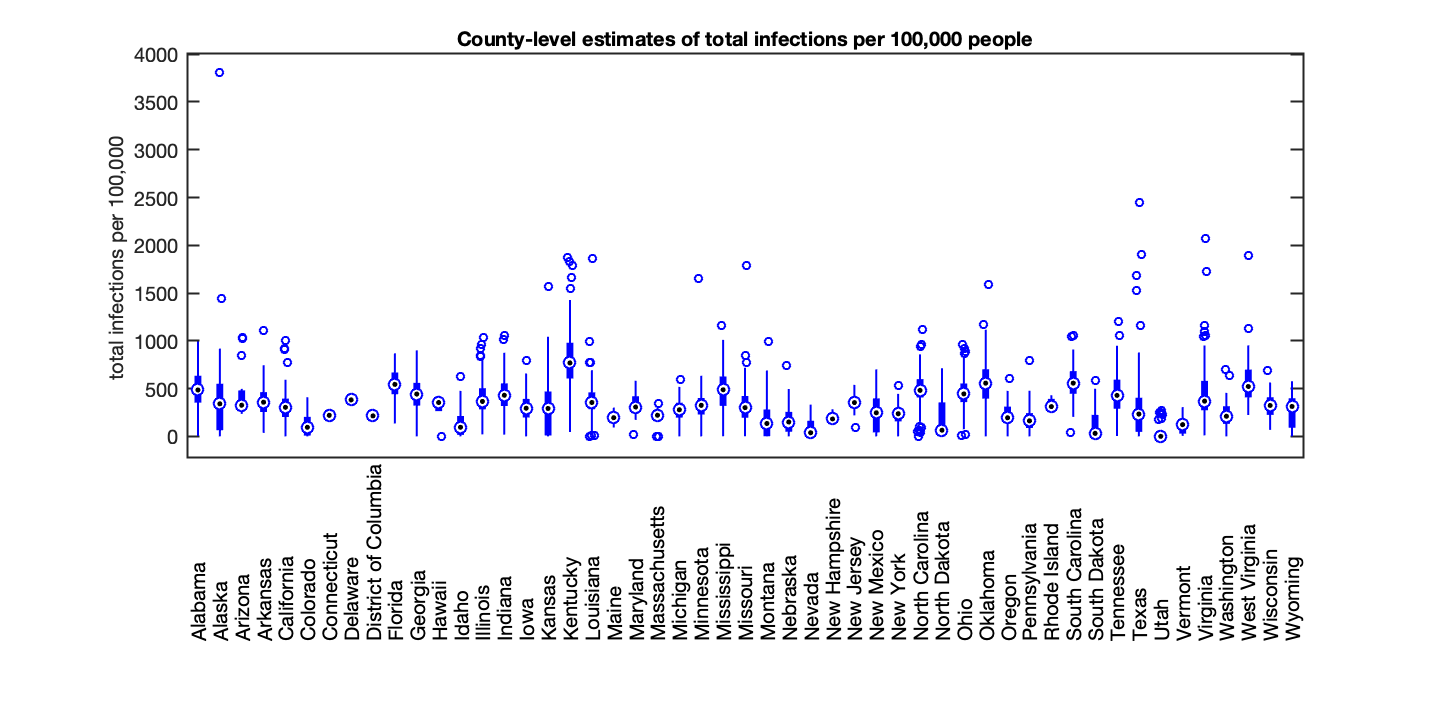 County-level estimates of total infections per 100,000 people
total infections per 100,000
4000
3500
3000
2500
2000
1500
1000
500
0
Alabama
Alaska
Arizona
Arkansas
California
Colorado
Connecticut
Delaware
District of Columbia
Florida
Georgia
Hawaii
Idaho
Illinois
Indiana
Iowa
Kansas
Kentucky
Louisiana
Maine
Maryland
Massachusetts
Michigan
Minnesota
Mississippi
Missouri
Montana
Nebraska
Nevada
New Hampshire
New Jersey
New Mexico
New York
North Carolina
North Dakota
Ohio
Oklahoma
Oregon
Pennsylvania
Rhode Island
South Carolina
South Dakota
Tennessee
Texas
Utah
Vermont
Virginia
Washington
West Virginia
Wisconsin
Wyoming